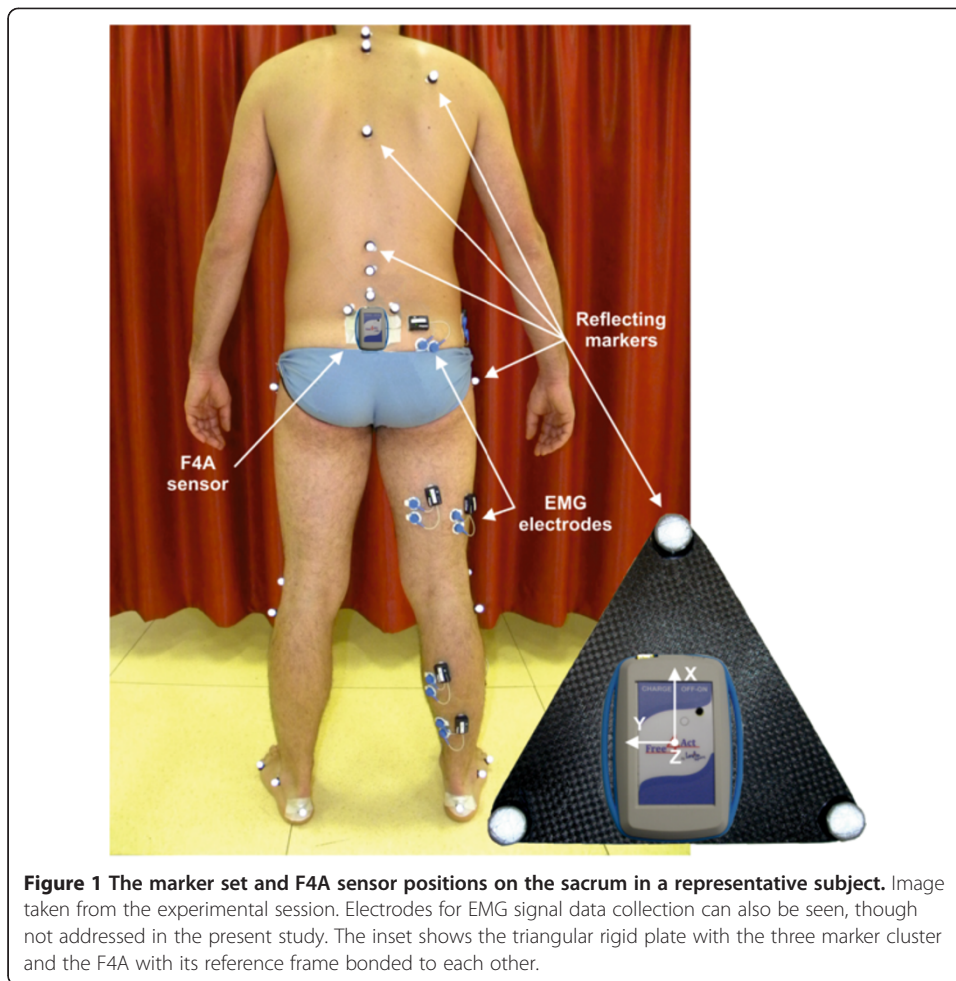 Reflecting
markers
F4A
sensor
EMG
electrodes
X
CHARGE OFF-ON
Y
Free Act
Z
Figure 1 The marker set and F4A sensor positions on the sacrum in a representative subject. Image
taken from the experimental session. Electrodes for EMG signal data collection can also be seen, though
not addressed in the present study. The inset shows the triangular rigid plate with the three marker cluster
and the F4A with its reference frame bonded to each other.